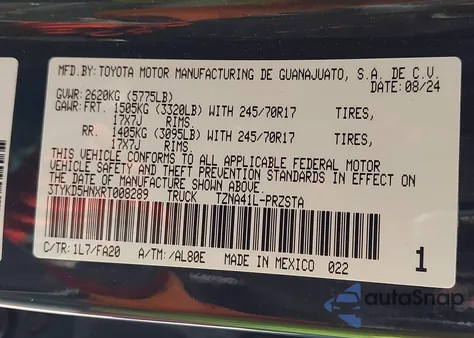 MFD.BY: TOYOTA MOTOR MANUFACTURING DE GUANAJUATO, S.A. DE C.V.
DATE: 08/24
GVWR: 2620KG (5775LB)
GAWR: FRT. 1505KG (3320LB) WITH 245/70R17 TIRES,
17X7J RIMS.
RR. 1405KG (3095LB) WITH 245/70R17 TIRES,
17X7J RIMS.
THIS VEHICLE CONFORMS TO ALL APPLICABLE FEDERAL MOTOR
VEHICLE SAFETY AND THEFT PREVENTION STANDARDS IN EFFECT ON
THE DATE OF MANUFACTURE SHOWN ABOVE.
3TYKD5HNXRT008289 TRUCK TZNA41L-PRZSTA
C/TR: 1L7/FA20 A/TM: /AL80E MADE IN MEXICO 022 1
autoSnap